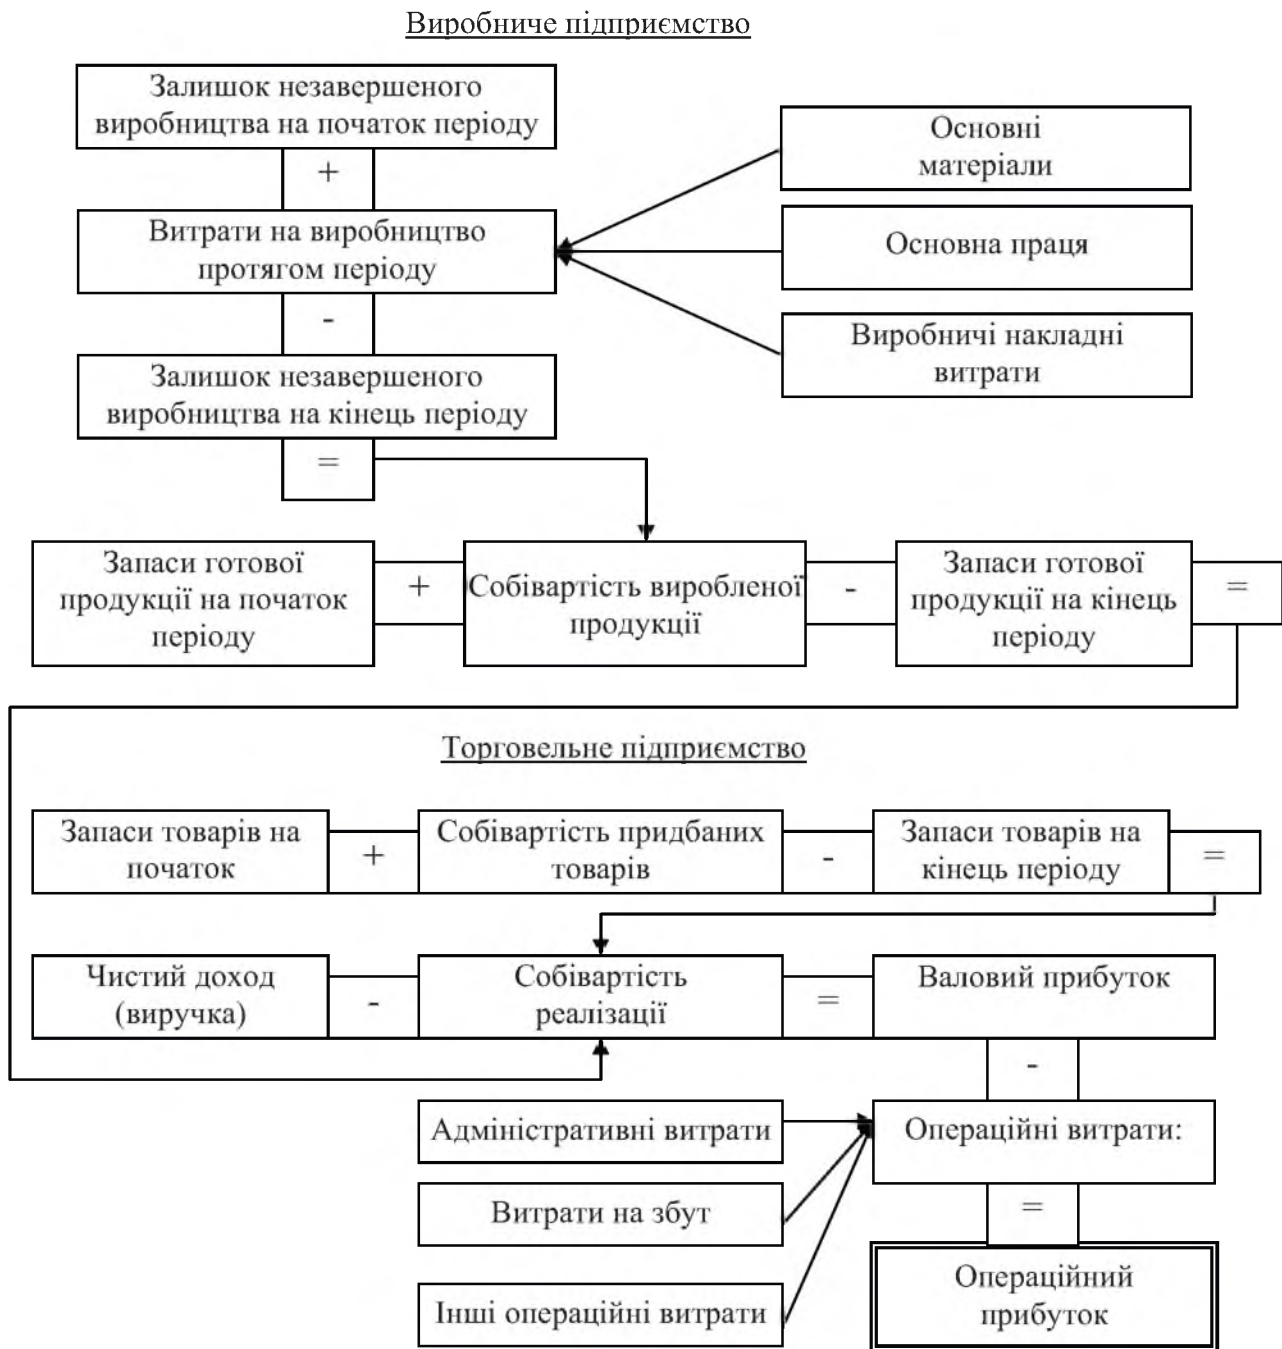 Виробниче підприємство
Залишок незавершеного
виробництва на початок періоду
+
Витрати на виробництво
протягом періоду
-
Залишок незавершеного
виробництва на кінець періоду
=
Основні
матеріали
Основна праця
Виробничі накладні
витрати
Запаси готової
продукції на початок
періоду
+
Собівартість виробленої
продукції
-
Запаси готової
продукції на кінець
періоду
=
Торговельне підприємство
Запаси товарів на
початок
+
Собівартість придбаних
товарів
-
Запаси товарів на
кінець періоду
=
Чистий доход
(виручка)
-
Собівартість
реалізації
=
Валовий прибуток
-
Адміністративні витрати
Операційні витрати:
Витрати на збут
=
Інші операційні витрати
Операційний
прибуток